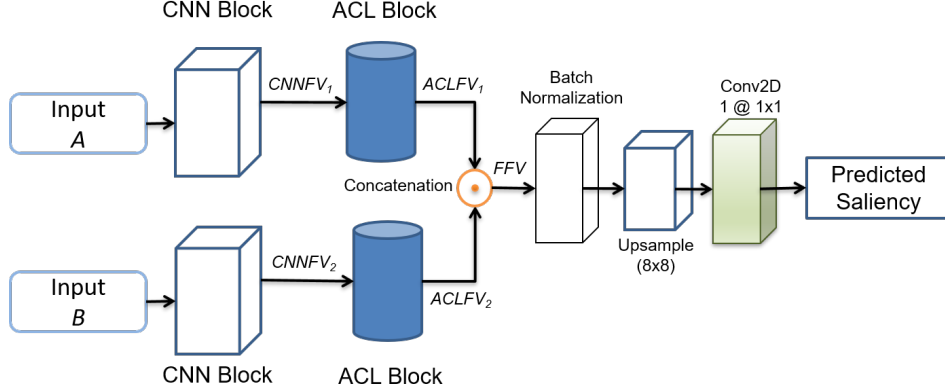 CNN Block
ACL Block
Input
A
CNNFV1
ACLFV1
Concatenation
FFV
Batch
Normalization
Upsample
(8x8)
Conv2D
1 @ 1x1
Predicted
Saliency
Input
B
CNNFV2
ACLFV2
CNN Block
ACL Block